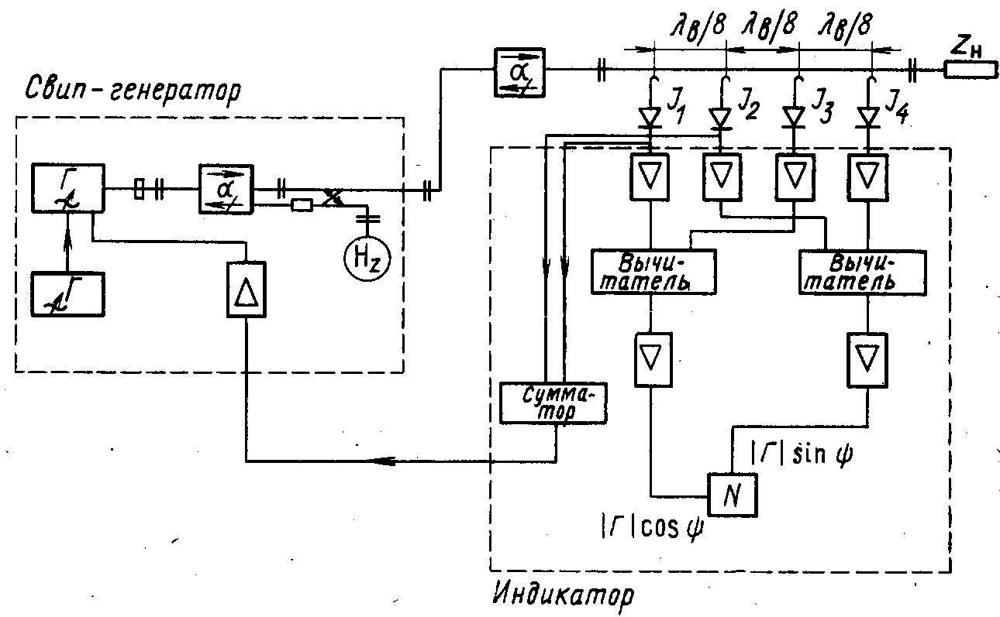 λв/8 λв/8 λв/8
Zн
Свип-генератор
α
J1 J2 J3 J4
Г
α
Hz
Г
Вычи-
татель
Вычи-
татель
Сумма-
тор
|Г| sin ψ
N
|Г| cos ψ
Индикатор